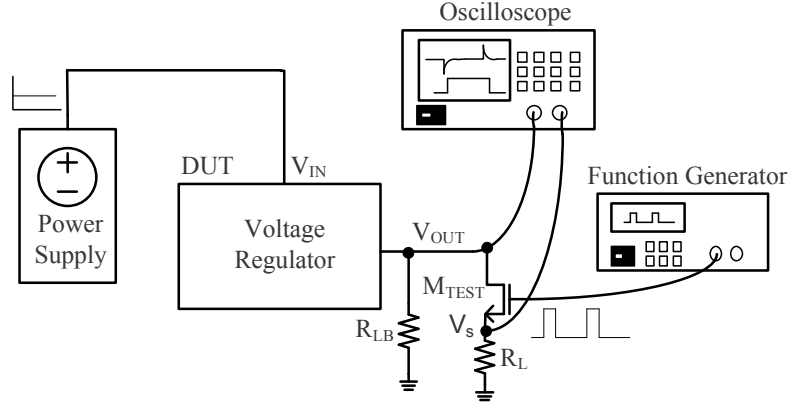 Oscilloscope
DUT
V_IN
Function Generator
Power
Supply
Voltage
Regulator
V_OUT
M_TEST
R_LB
V_s
R_L